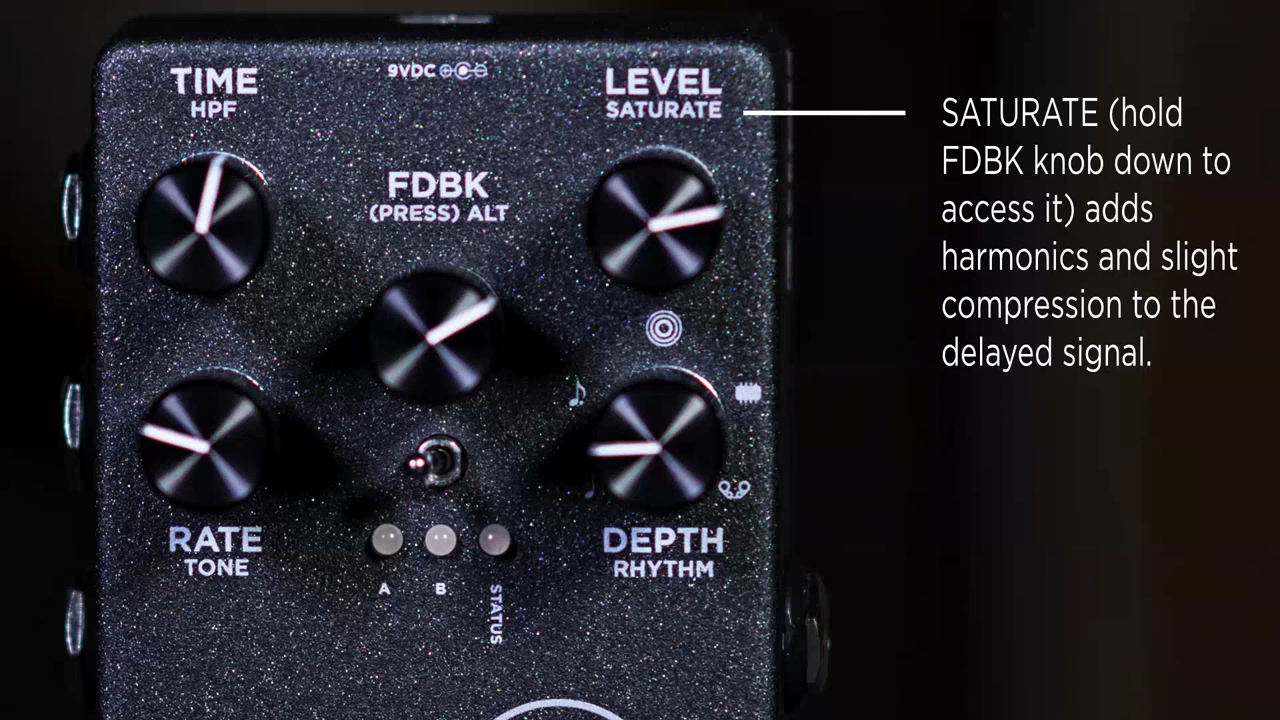 TIME
HPF
9VDC
LEVEL
SATURATE
FDBK
(PRESS) ALT
RATE
TONE
DEPTH
RHYTHM
A
B
STATUS
SATURATE (hold
FDBK knob down to
access it) adds
harmonics and slight
compression to the
delayed signal.